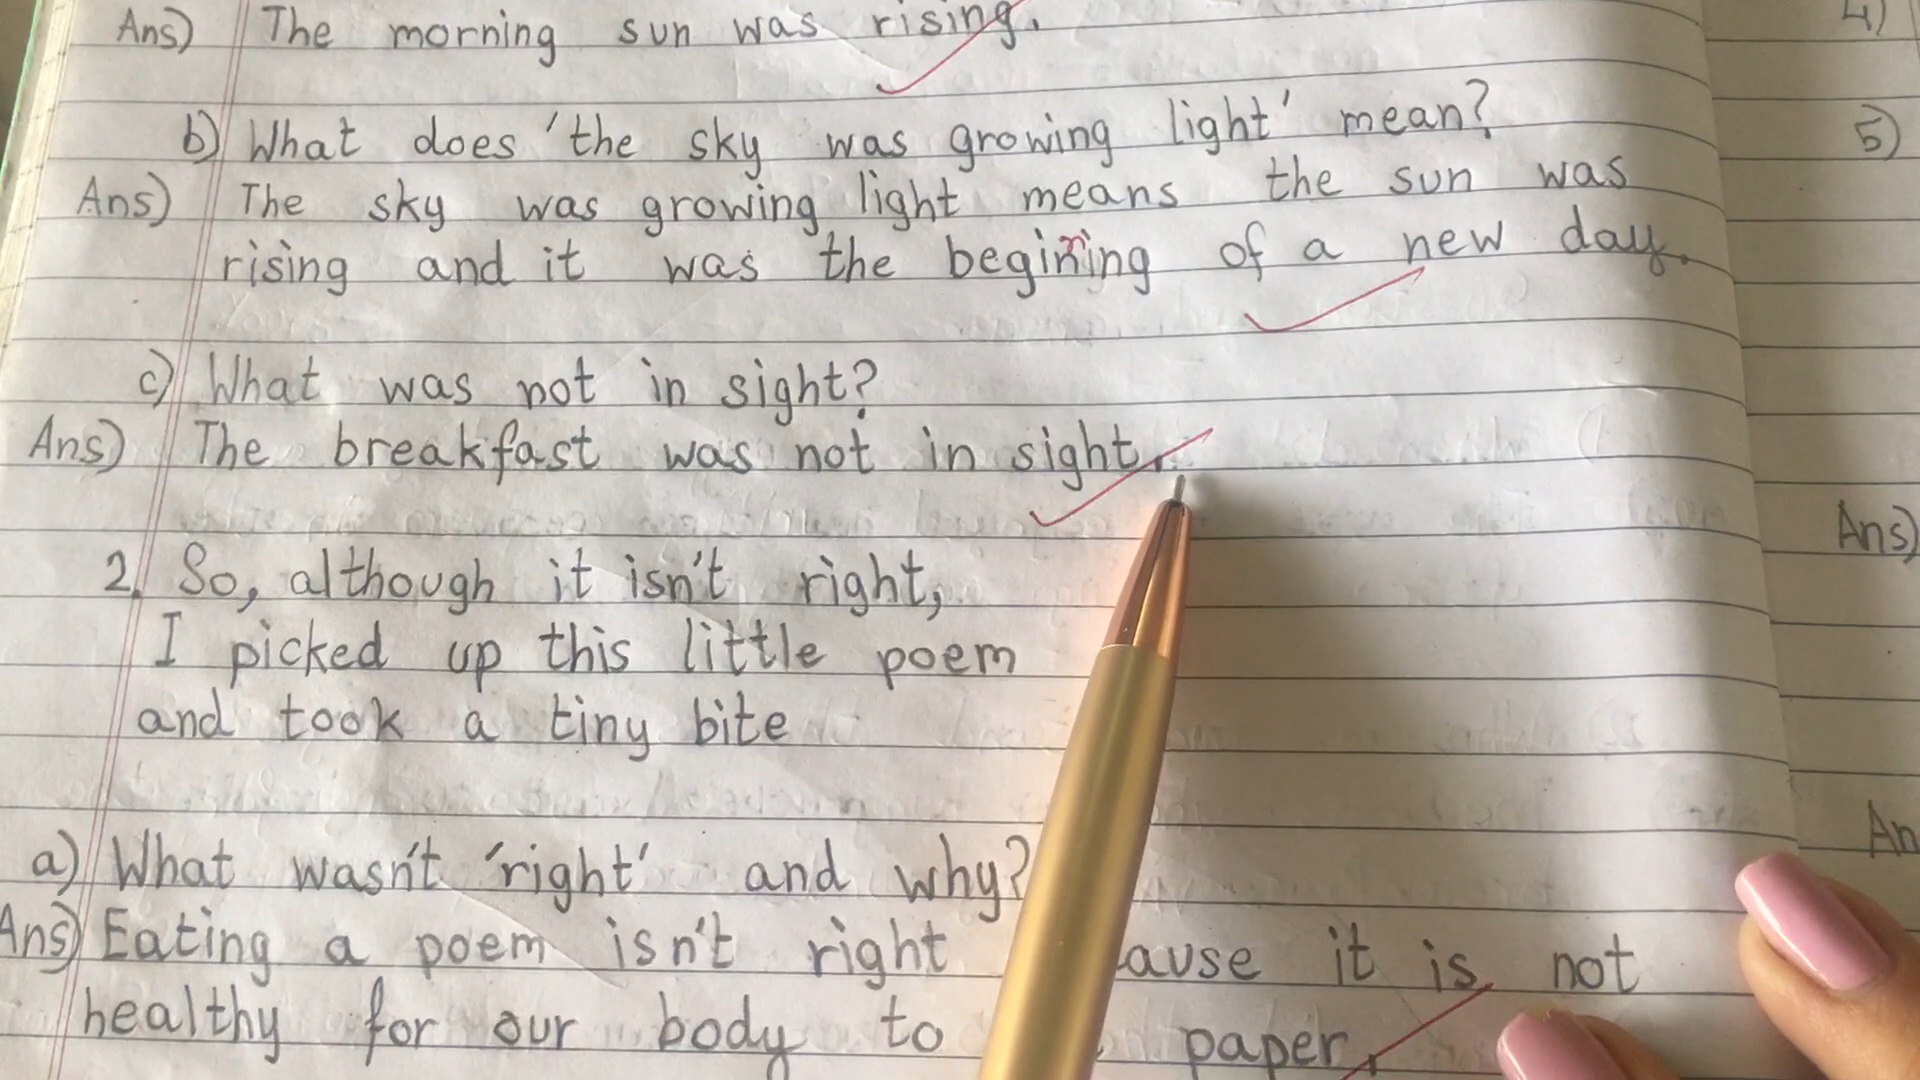 Ans) The morning sun was rising.
b) What does 'the sky was growing light' mean?
Ans) The sky was growing light means the sun was
rising and it was the begining of a new day.
c) What was not in sight?
Ans) The breakfast was not in sight.
2. So, although it isn't right,
I picked up this little poem
and took a tiny bite
a) What wasn't 'right' and why?
Ans) Eating a poem isn't right ause it is not
healthy for our body to paper.
4)
5)
Ans)
An